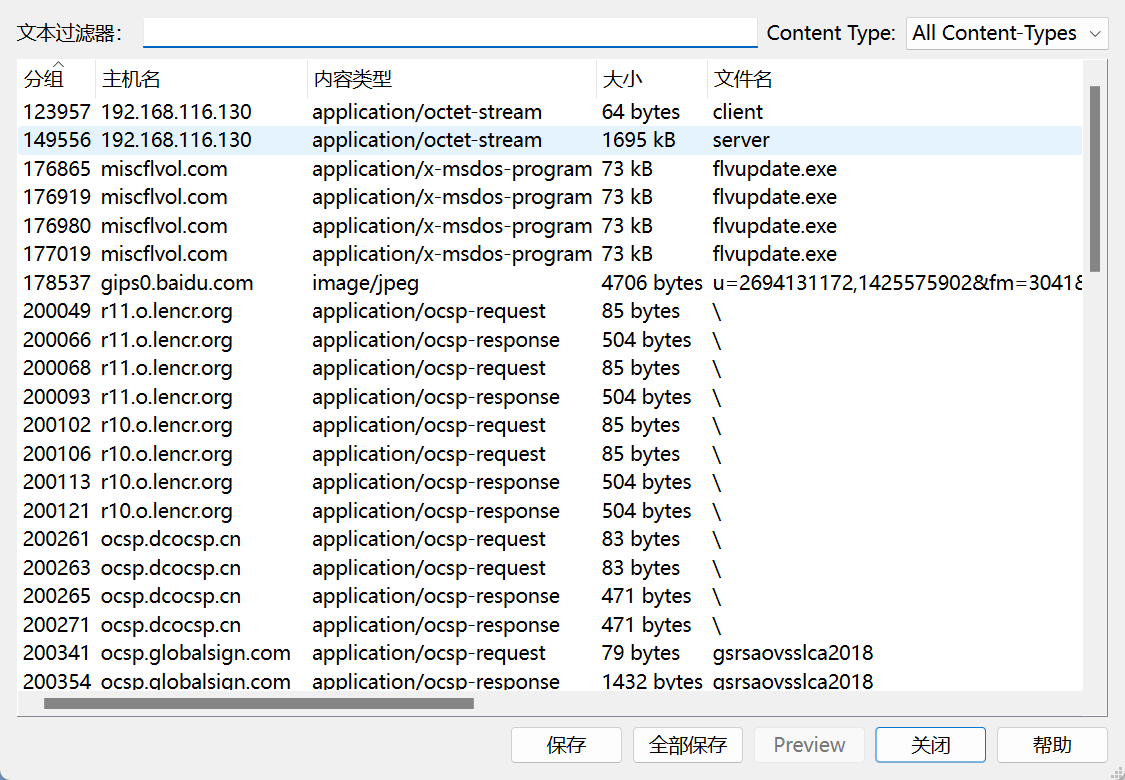 文本过滤器： Content Type: All Content-Types
分组 主机名 内容类型 大小 文件名
123957 192.168.116.130 application/octet-stream 64 bytes client
149556 192.168.116.130 application/octet-stream 1695 kB server
176865 miscflvol.com application/x-msdos-program 73 kB flvupdate.exe
176919 miscflvol.com application/x-msdos-program 73 kB flvupdate.exe
176980 miscflvol.com application/x-msdos-program 73 kB flvupdate.exe
177019 miscflvol.com application/x-msdos-program 73 kB flvupdate.exe
178537 gips0.baidu.com image/jpeg 4706 bytes u=2694131172,1425575902&fm=3041&
200049 r11.o.lencr.org application/ocsp-request 85 bytes \
200066 r11.o.lencr.org application/ocsp-response 504 bytes \
200068 r11.o.lencr.org application/ocsp-request 85 bytes \
200093 r11.o.lencr.org application/ocsp-response 504 bytes \
200102 r10.o.lencr.org application/ocsp-request 85 bytes \
200106 r10.o.lencr.org application/ocsp-request 85 bytes \
200113 r10.o.lencr.org application/ocsp-response 504 bytes \
200121 r10.o.lencr.org application/ocsp-response 504 bytes \
200261 ocsp.dcocsp.cn application/ocsp-request 83 bytes \
200263 ocsp.dcocsp.cn application/ocsp-request 83 bytes \
200265 ocsp.dcocsp.cn application/ocsp-response 471 bytes \
200271 ocsp.dcocsp.cn application/ocsp-response 471 bytes \
200341 ocsp.globalsign.com application/ocsp-request 79 bytes gsrsaovsslca2018
200354 ocsp.globalsign.com application/ocsp-response 1432 bytes gsrsaovsslca2018
保存 全部保存 Preview 关闭 帮助